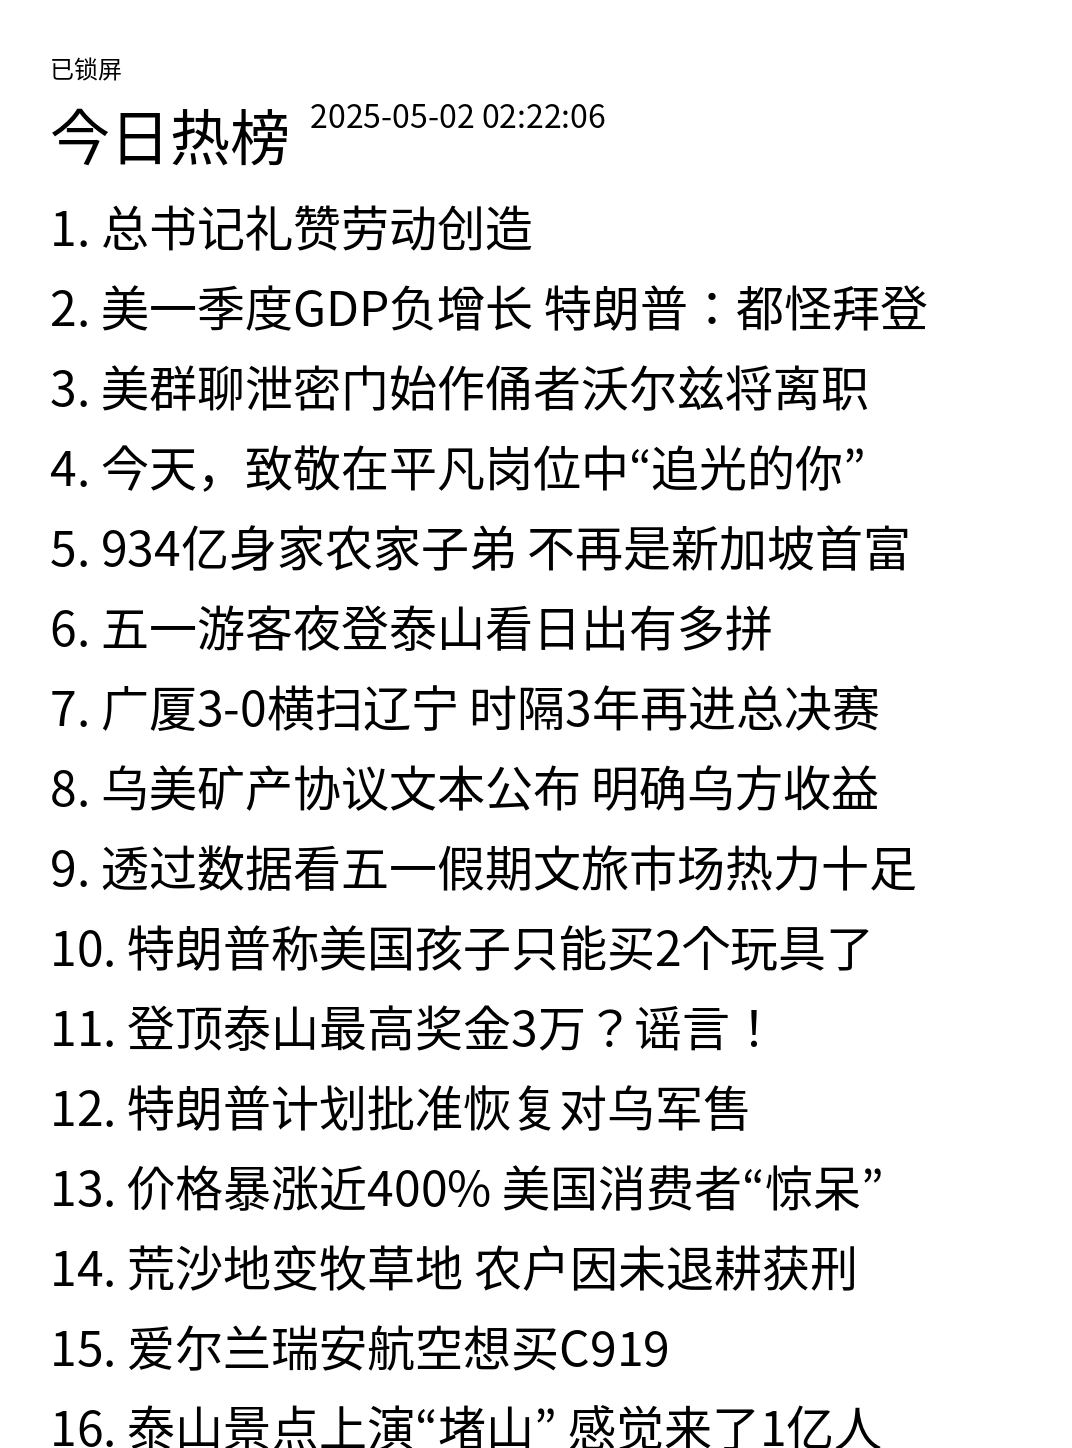 已锁屏
今日热榜 2025-05-02 02:22:06
1. 总书记礼赞劳动创造
2. 美一季度GDP负增长 特朗普：都怪拜登
3. 美群聊泄密门始作俑者沃尔兹将离职
4. 今天，致敬在平凡岗位中“追光的你”
5. 934亿身家农家子弟 不再是新加坡首富
6. 五一游客夜登泰山看日出有多拼
7. 广厦3-0横扫辽宁 时隔3年再进总决赛
8. 乌美矿产协议文本公布 明确乌方收益
9. 透过数据看五一假期文旅市场热力十足
10. 特朗普称美国孩子只能买2个玩具了
11. 登顶泰山最高奖金3万？谣言！
12. 特朗普计划批准恢复对乌军售
13. 价格暴涨近400% 美国消费者“惊呆”
14. 荒沙地变牧草地 农户因未退耕获刑
15. 爱尔兰瑞安航空想买C919
16. 泰山景点上演“堵山” 感觉来了1亿人